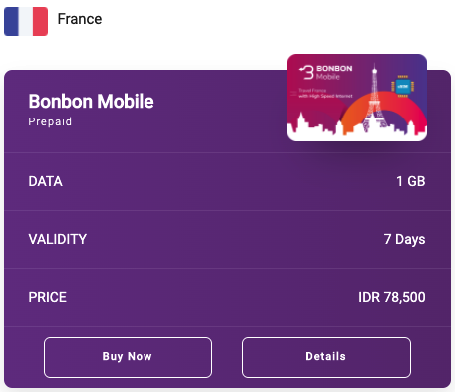 France
BONBON
Mobile
Travel France
with High Speed Internet
Bonbon Mobile
Prepaid
DATA 1 GB
VALIDITY 7 Days
PRICE IDR 78,500
Buy Now Details